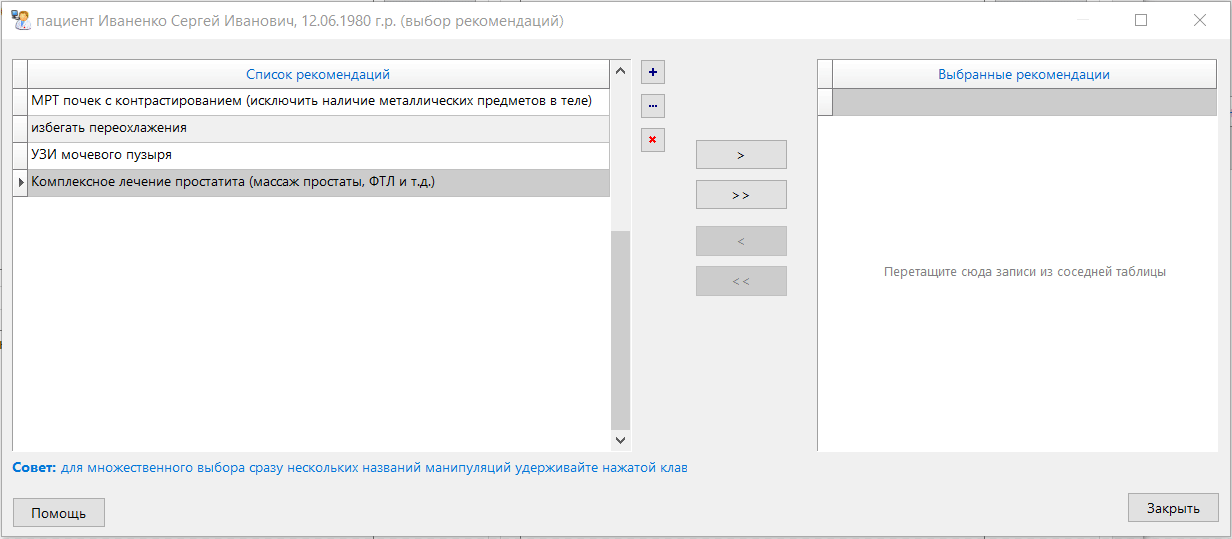 пациент Иваненко Сергей Иванович, 12.06.1980 г.р. (выбор рекомендаций)
Список рекомендаций
МРТ почек с контрастированием (исключить наличие металлических предметов в теле)
избегать переохлажения
УЗИ мочевого пузыря
Комплексное лечение простатита (массаж простаты, ФТЛ и т.д.)
>
>>
<
<<
Выбранные рекомендации
Перетащите сюда записи из соседней таблицы
Совет: для множественного выбора сразу нескольких названий манипуляций удерживайте нажатой клав
Помощь
Закрыть